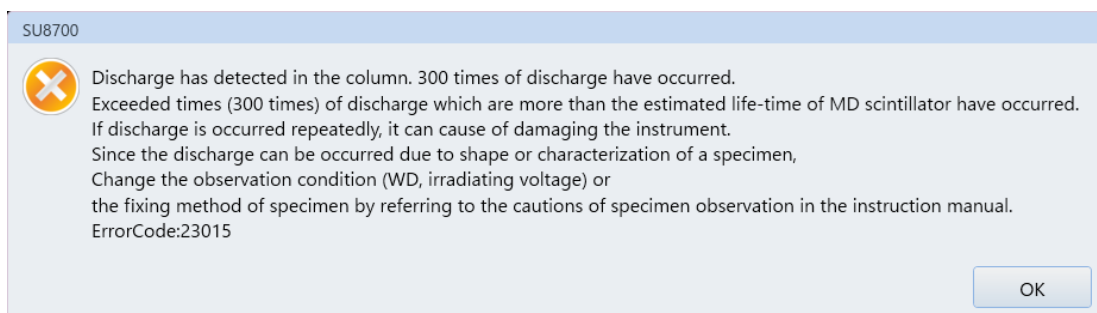 SU8700
Discharge has detected in the column. 300 times of discharge have occurred.
Exceeded times (300 times) of discharge which are more than the estimated life-time of MD scintillator have occurred.
If discharge is occurred repeatedly, it can cause of damaging the instrument.
Since the discharge can be occurred due to shape or characterization of a specimen,
Change the observation condition (WD, irradiating voltage) or
the fixing method of specimen by referring to the cautions of specimen observation in the instruction manual.
ErrorCode:23015
OK